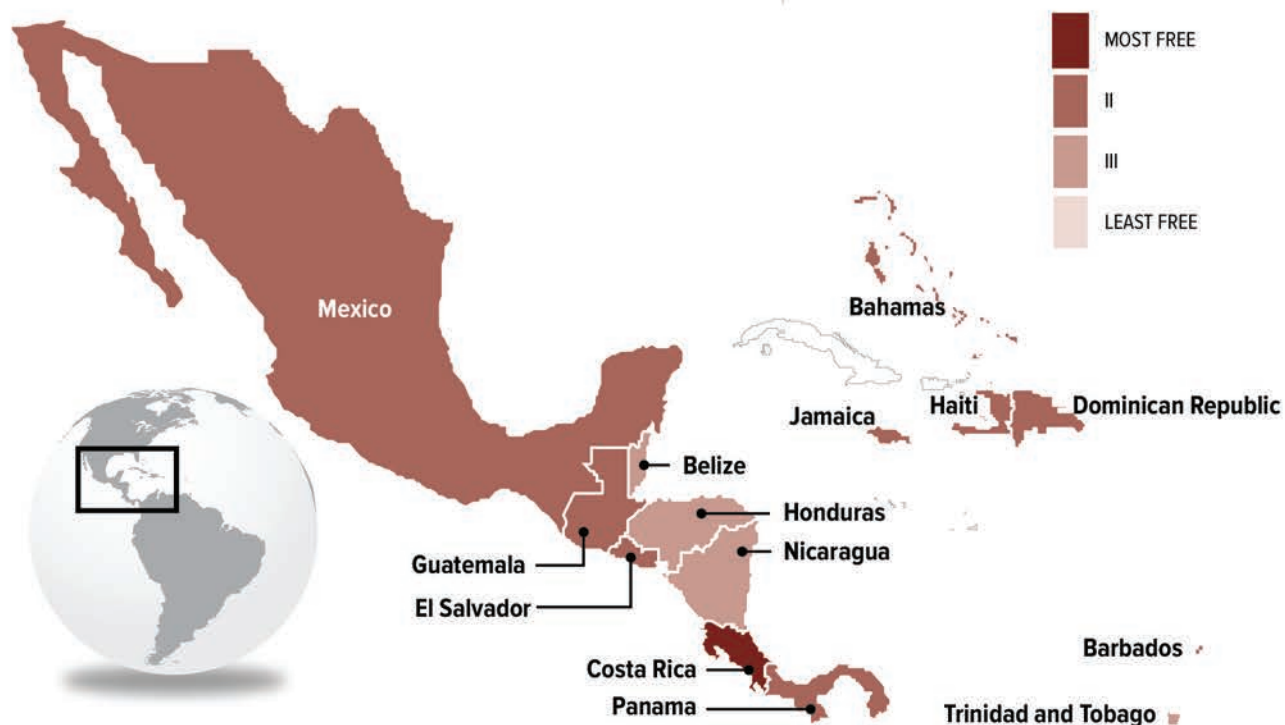 MOST FREE
II
III
LEAST FREE
Mexico
Bahamas
Jamaica
Haiti
Dominican Republic
Belize
Honduras
Nicaragua
Guatemala
El Salvador
Costa Rica
Panama
Barbados
Trinidad and Tobago